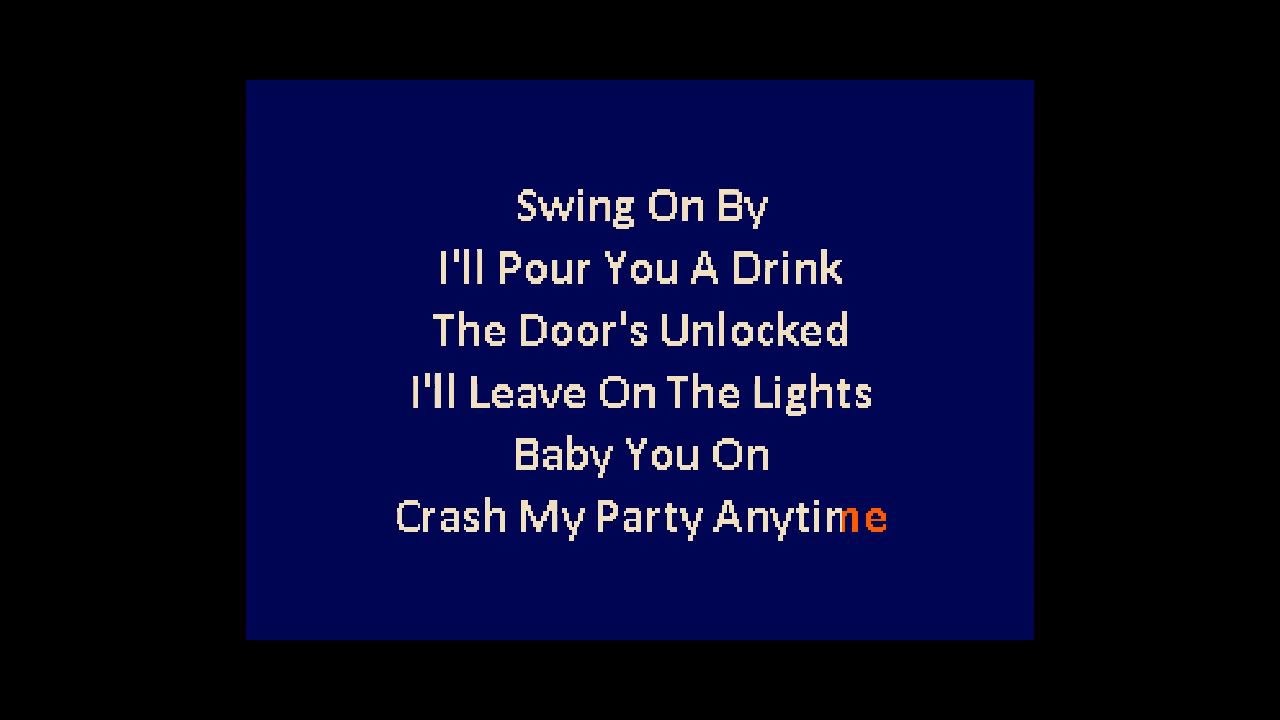 Swing On By
I'll Pour You A Drink
The Door's Unlocked
I'll Leave On The Lights
Baby You On
Crash My Party Anytime